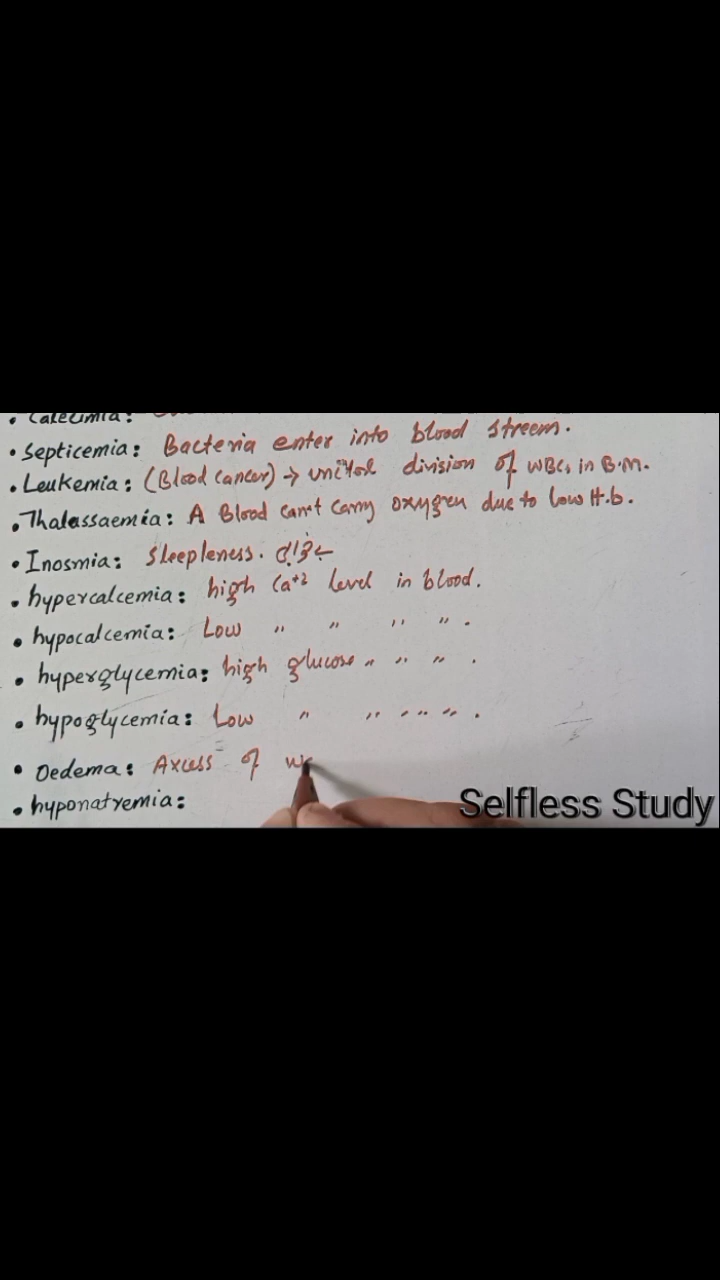 • Septicemia: Bacteria enter into blood streem.
• Leukemia: (Blood cancer) → division of WBCs in B.M.
• Thalassaemia: A Blood can't carry oxygen due to low H.b.
• Inosmia: Sleepleness.
• hypercalcemia: high Ca+2 level in blood.
• hypocalcemia: Low " " " " .
• hyperglycemia: high glucose " " " .
• hypoglycemia: Low " " " " .
• Oedema: Axcess of
• hyponatremia:
Selfless Study